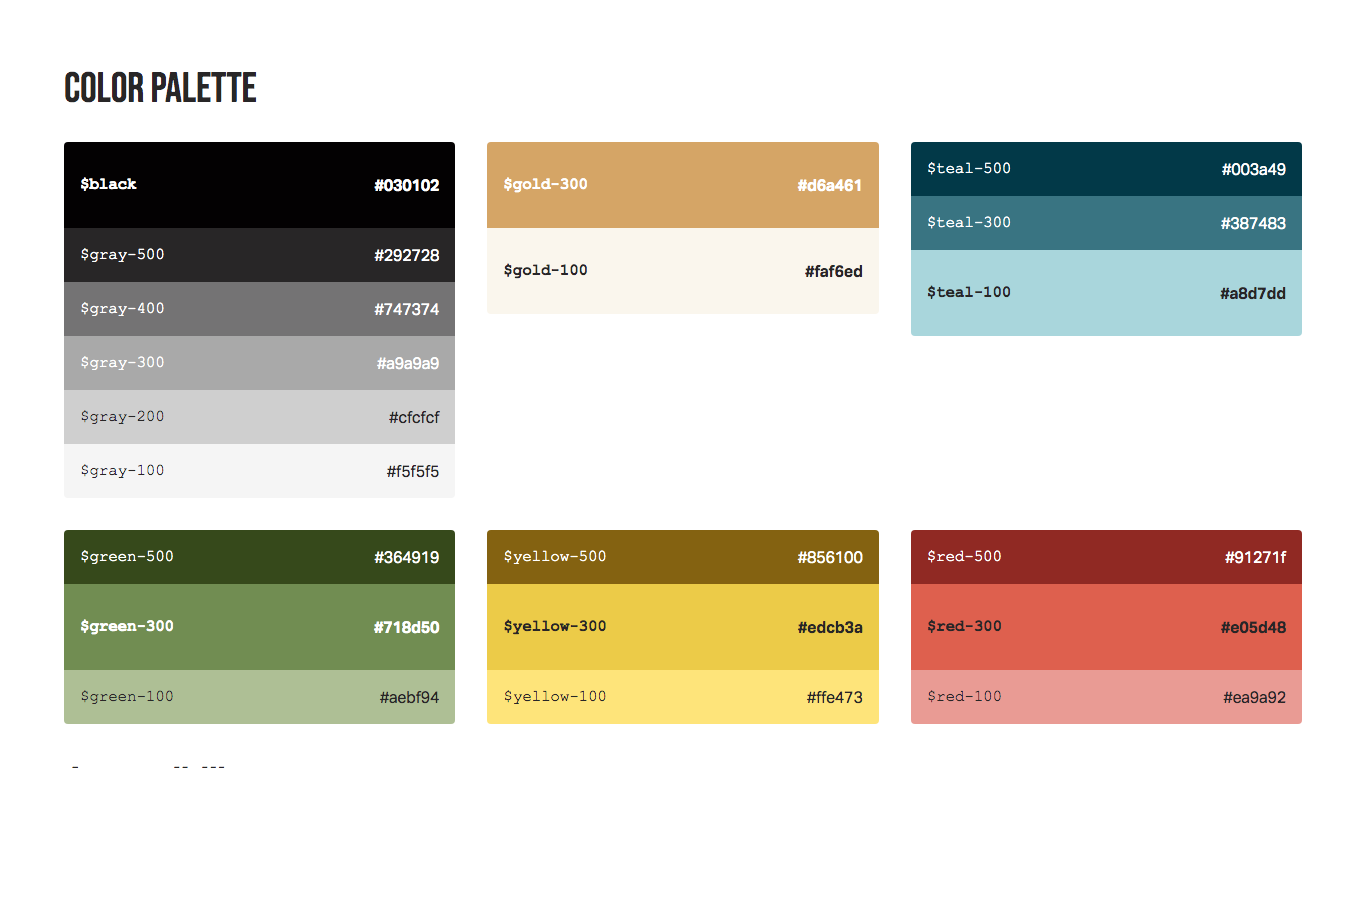 COLOR PALETTE
$black #030102
$gray-500 #292728
$gray-400 #747374
$gray-300 #a9a9a9
$gray-200 #cfcfcf
$gray-100 #f5f5f5
$gold-300 #d6a461
$gold-100 #faf6ed
$teal-500 #003a49
$teal-300 #387483
$teal-100 #a8d7dd
$green-500 #364919
$green-300 #718d50
$green-100 #aebf94
$yellow-500 #856100
$yellow-300 #edcb3a
$yellow-100 #ffe473
$red-500 #91271f
$red-300 #e05d48
$red-100 #ea9a92